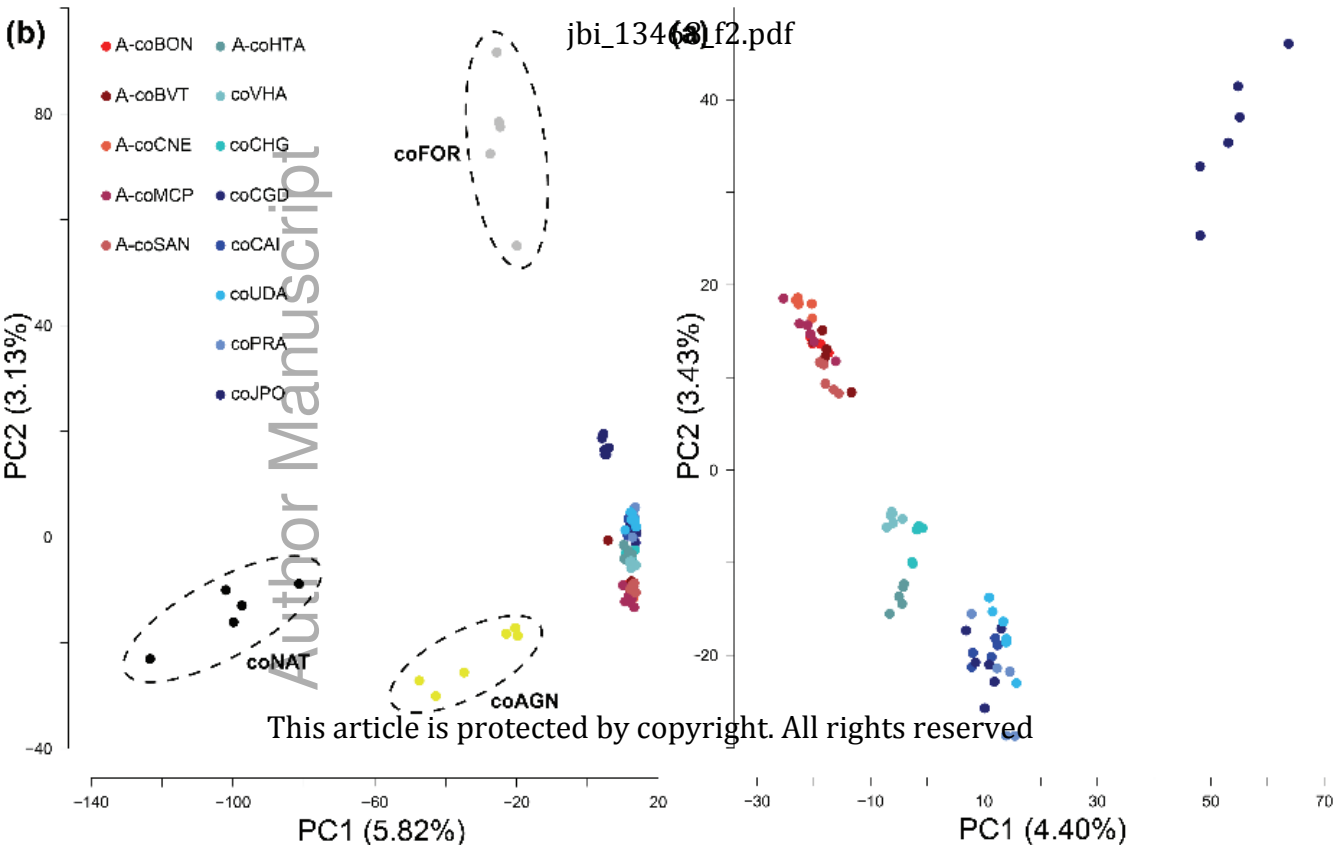 (b)
jbi_13468_f2.pdf
(a)
A-coBON
A-coHTA
A-coBVT
coVHA
A-coCNE
coCHG
A-coMCP
coCGD
A-coSAN
coCAI
coUDA
coPRA
coJPO
coFOR
coNAT
coAGN
Author Manuscript
PC2 (3.13%)
80
40
0
−40
−140
−100
−60
−20
20
PC1 (5.82%)
PC2 (3.43%)
40
20
0
−20
−30
−10
10
30
50
70
PC1 (4.40%)
This article is protected by copyright. All rights reserved